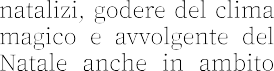 natalizi, godere del clima
magico e avvolgente del
Natale anche in ambito